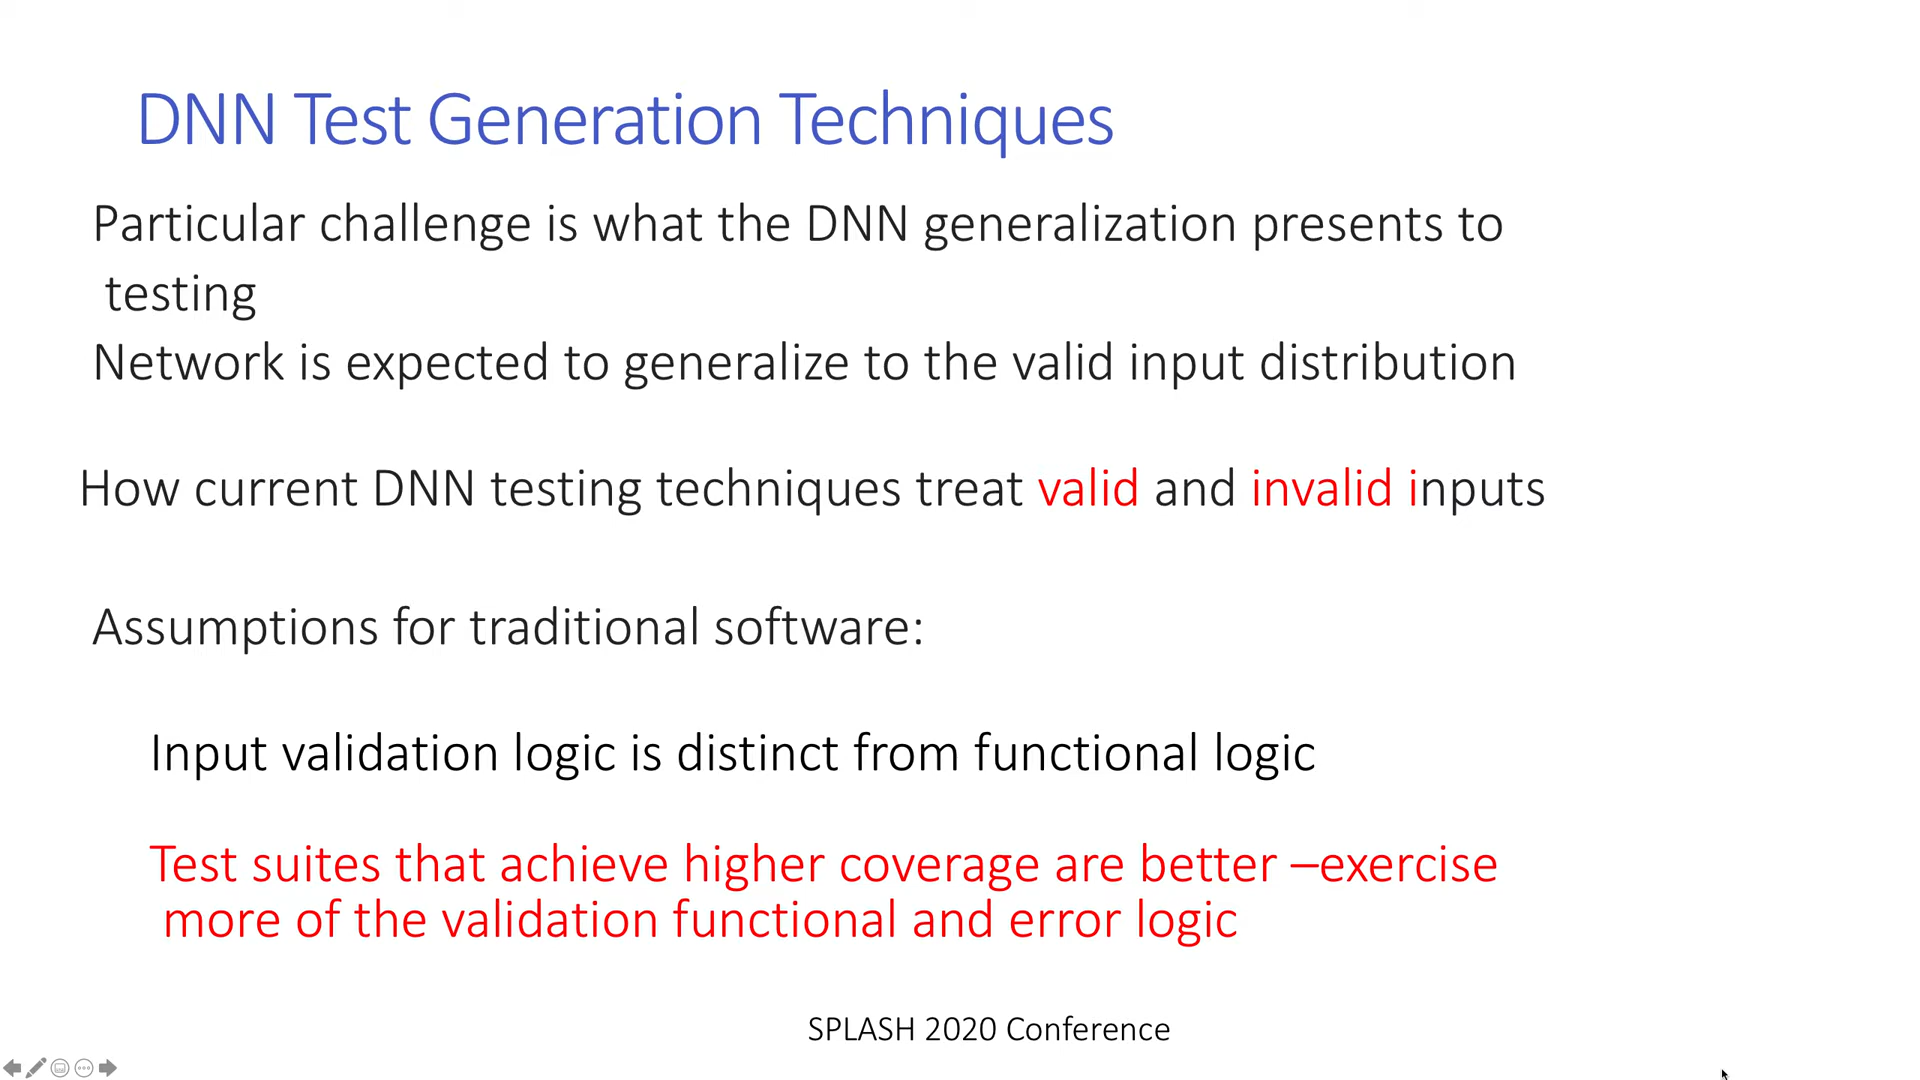 DNN Test Generation Techniques
Particular challenge is what the DNN generalization presents to
testing
Network is expected to generalize to the valid input distribution
How current DNN testing techniques treat valid and invalid inputs
Assumptions for traditional software:
Input validation logic is distinct from functional logic
Test suites that achieve higher coverage are better –exercise
more of the validation functional and error logic
SPLASH 2020 Conference